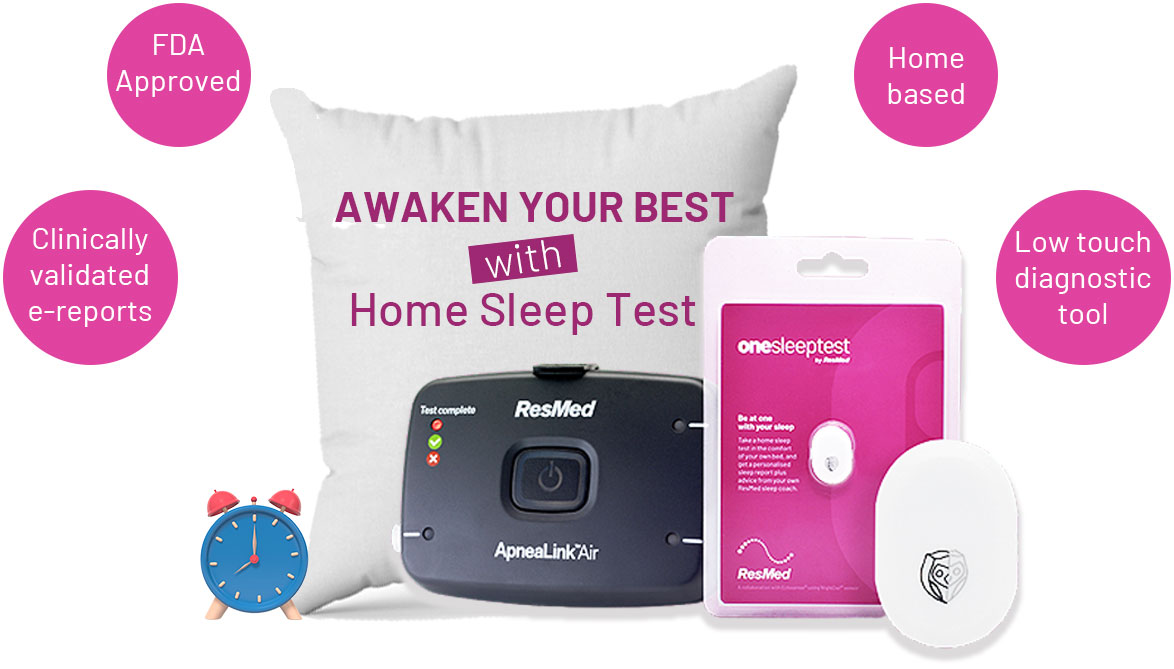 FDA
Approved
Home
based
Clinically
validated
e-reports
Low touch
diagnostic
tool
AWAKEN YOUR BEST
with
Home Sleep Test
Test complete
ResMed
ApneaLink™Air
onesleeptest
by ResMed
Be at one
with your sleep
Take a home sleep
test in the comfort
of your own bed, and
get a personalised
sleep report plus
advice from your own
ResMed sleep coach.
ResMed